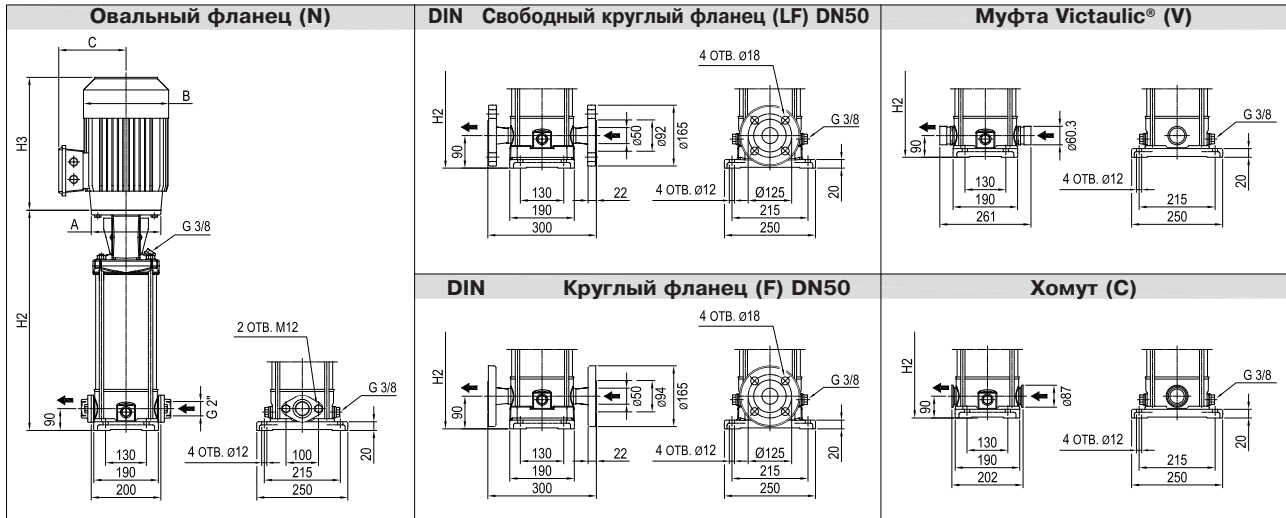 Овальный фланец (N)
C
B
H3
A
G 3/8
H2
90
G 2"
130
190
200
2 ОТВ. M12
G 3/8
4 ОТВ. Ø12
100
20
215
250
DIN Свободный круглый фланец (LF) DN50
H2
90
ø50
ø92
ø165
130
22
190
300
4 ОТВ. Ø18
G 3/8
4 ОТВ. Ø12
Ø125
20
215
250
Муфта Victaulic® (V)
H2
90
ø60.3
130
190
261
G 3/8
4 ОТВ. Ø12
20
215
250
DIN Круглый фланец (F) DN50
H2
90
ø50
ø94
ø165
130
22
190
300
4 ОТВ. Ø18
G 3/8
4 ОТВ. Ø12
Ø125
20
215
250
Хомут (C)
H2
90
ø87
130
190
202
G 3/8
4 ОТВ. Ø12
20
215
250